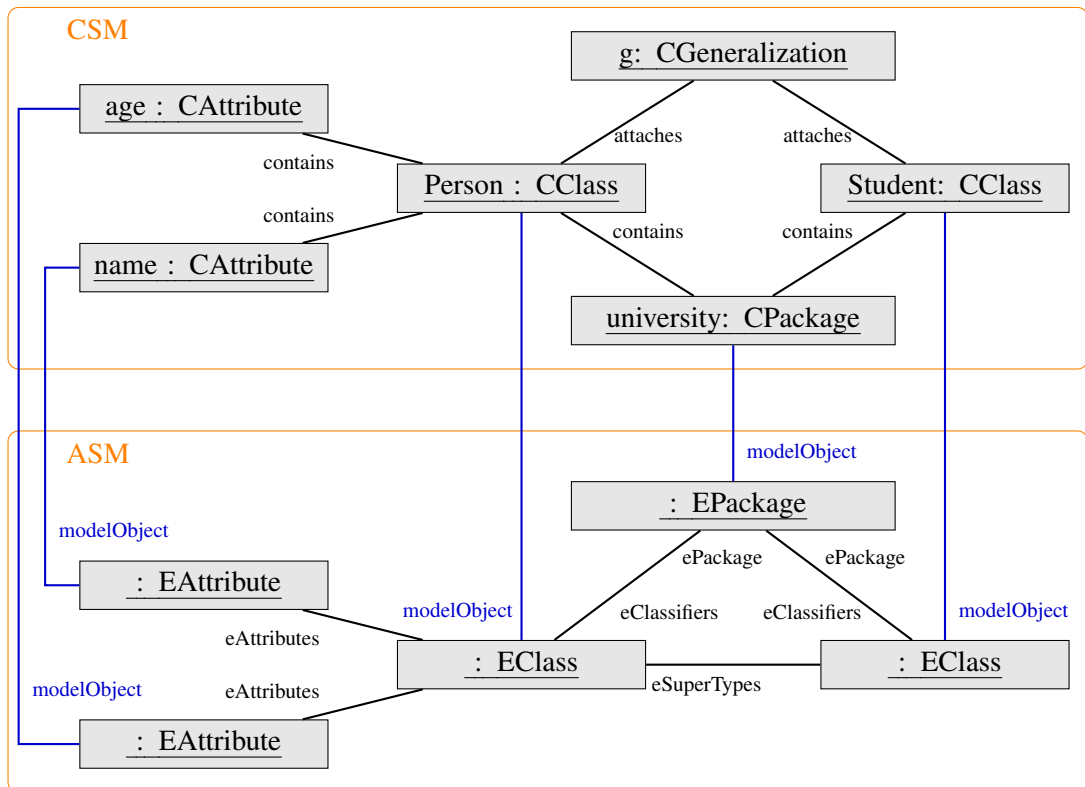 CSM
g: CGeneralization
age : CAttribute
attaches
attaches
contains
Person : CClass
Student: CClass
contains
contains
contains
name : CAttribute
university: CPackage
ASM
modelObject
: EPackage
modelObject
ePackage
ePackage
: EAttribute
modelObject
eClassifiers
eClassifiers
modelObject
eAttributes
: EClass
: EClass
modelObject
eAttributes
eSuperTypes
: EAttribute